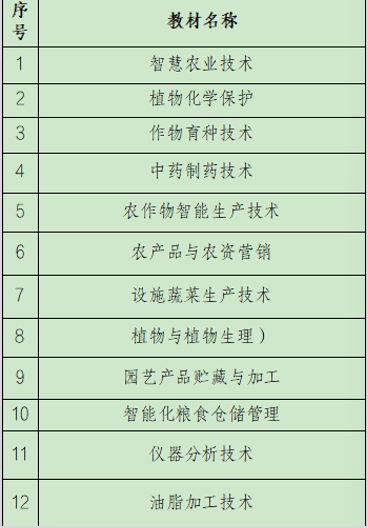 序号 教材名称
1 智慧农业技术
2 植物化学保护
3 作物育种技术
4 中药制药技术
5 农作物智能生产技术
6 农产品与农资营销
7 设施蔬菜生产技术
8 植物与植物生理）
9 园艺产品贮藏与加工
10 智能化粮食仓储管理
11 仪器分析技术
12 油脂加工技术